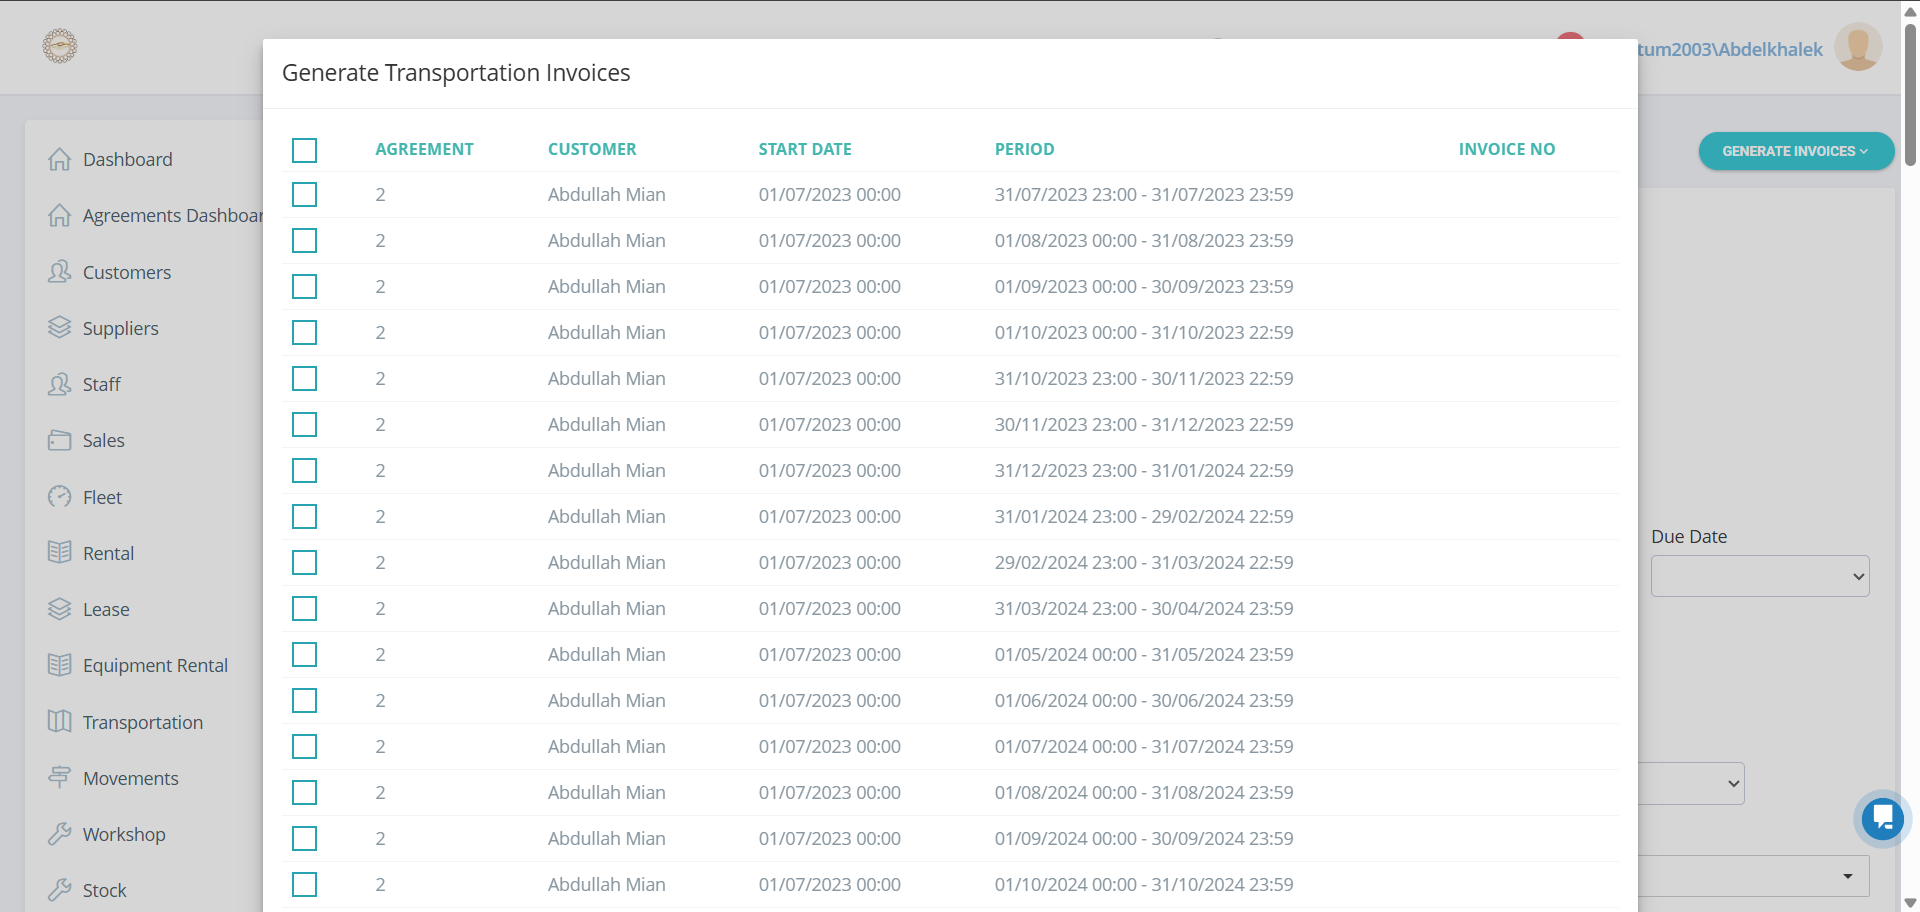 tum2003\Abdelkhalek
Generate Transportation Invoices
GENERATE INVOICES
Dashboard
Agreements Dashboar
Customers
Suppliers
Staff
Sales
Fleet
Rental
Lease
Equipment Rental
Transportation
Movements
Workshop
Stock
AGREEMENT CUSTOMER START DATE PERIOD INVOICE NO
2 Abdullah Mian 01/07/2023 00:00 31/07/2023 23:00 - 31/07/2023 23:59
2 Abdullah Mian 01/07/2023 00:00 01/08/2023 00:00 - 31/08/2023 23:59
2 Abdullah Mian 01/07/2023 00:00 01/09/2023 00:00 - 30/09/2023 23:59
2 Abdullah Mian 01/07/2023 00:00 01/10/2023 00:00 - 31/10/2023 22:59
2 Abdullah Mian 01/07/2023 00:00 31/10/2023 23:00 - 30/11/2023 22:59
2 Abdullah Mian 01/07/2023 00:00 30/11/2023 23:00 - 31/12/2023 22:59
2 Abdullah Mian 01/07/2023 00:00 31/12/2023 23:00 - 31/01/2024 22:59
2 Abdullah Mian 01/07/2023 00:00 31/01/2024 23:00 - 29/02/2024 22:59
2 Abdullah Mian 01/07/2023 00:00 29/02/2024 23:00 - 31/03/2024 22:59
2 Abdullah Mian 01/07/2023 00:00 31/03/2024 23:00 - 30/04/2024 23:59
2 Abdullah Mian 01/07/2023 00:00 01/05/2024 00:00 - 31/05/2024 23:59
2 Abdullah Mian 01/07/2023 00:00 01/06/2024 00:00 - 30/06/2024 23:59
2 Abdullah Mian 01/07/2023 00:00 01/07/2024 00:00 - 31/07/2024 23:59
2 Abdullah Mian 01/07/2023 00:00 01/08/2024 00:00 - 31/08/2024 23:59
2 Abdullah Mian 01/07/2023 00:00 01/09/2024 00:00 - 30/09/2024 23:59
2 Abdullah Mian 01/07/2023 00:00 01/10/2024 00:00 - 31/10/2024 23:59
Due Date